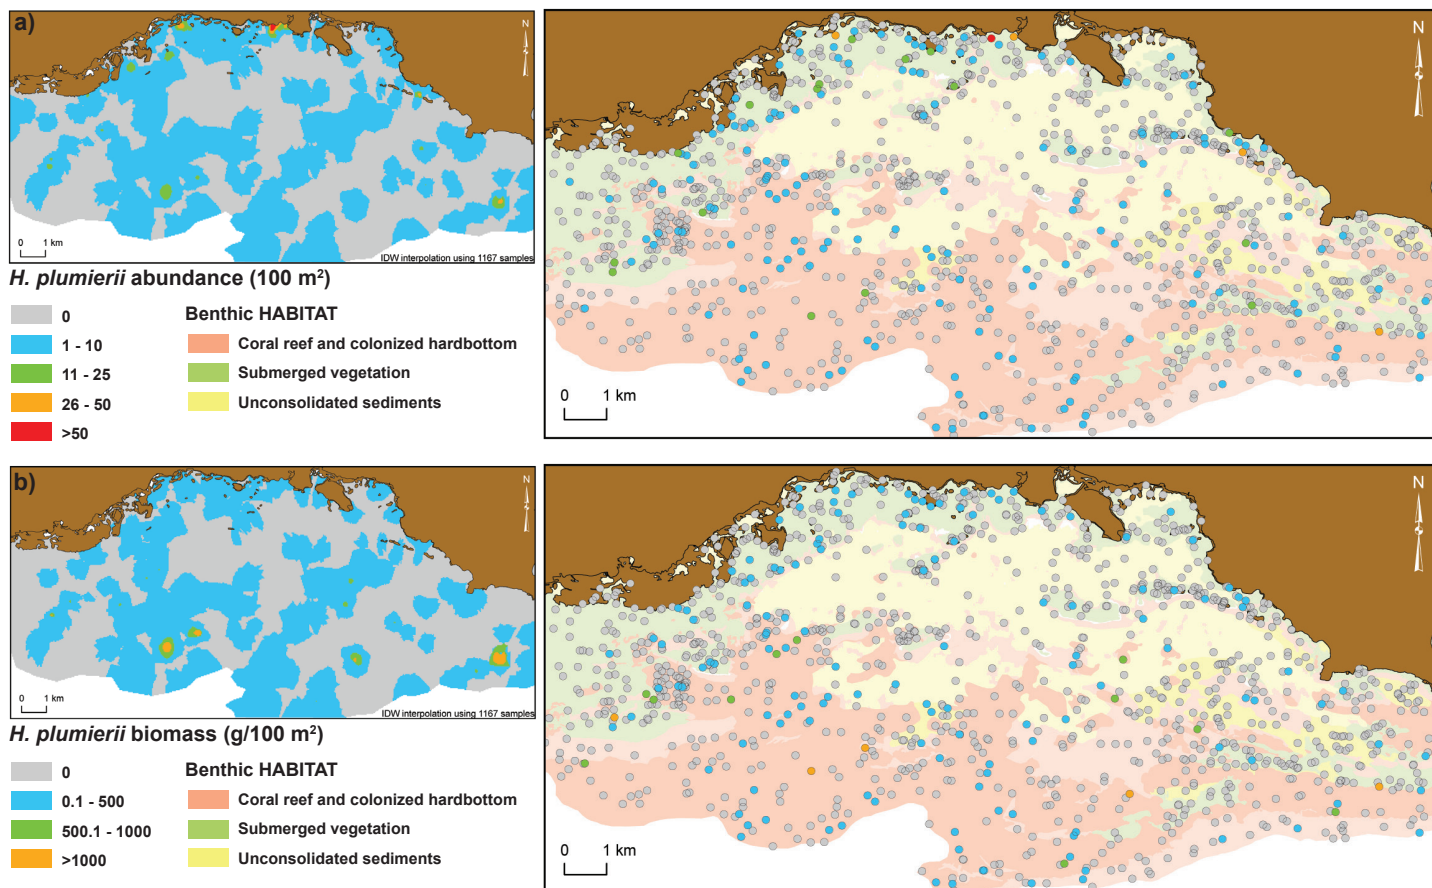 a)
N
0 1 km
IDW interpolation using 1167 samples
H. plumierii abundance (100 m²)
0
1 - 10
11 - 25
26 - 50
>50
Benthic HABITAT
Coral reef and colonized hardbottom
Submerged vegetation
Unconsolidated sediments
N
0 1 km
b)
N
0 1 km
IDW interpolation using 1167 samples
H. plumierii biomass (g/100 m²)
0
0.1 - 500
500.1 - 1000
>1000
Benthic HABITAT
Coral reef and colonized hardbottom
Submerged vegetation
Unconsolidated sediments
N
0 1 km